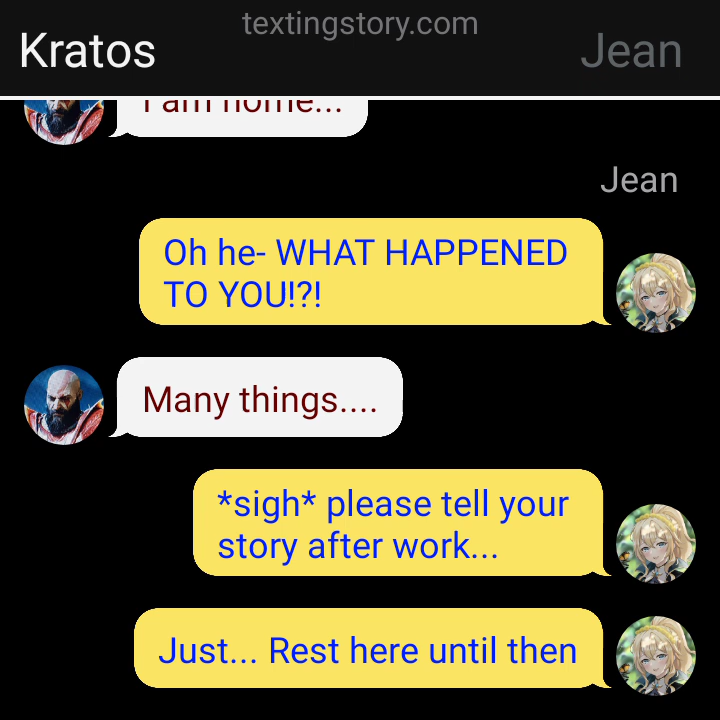 textingstory.com
Kratos
Jean
I am home...
Jean
Oh he- WHAT HAPPENED
TO YOU!?!
Many things....
*sigh* please tell your
story after work...
Just... Rest here until then